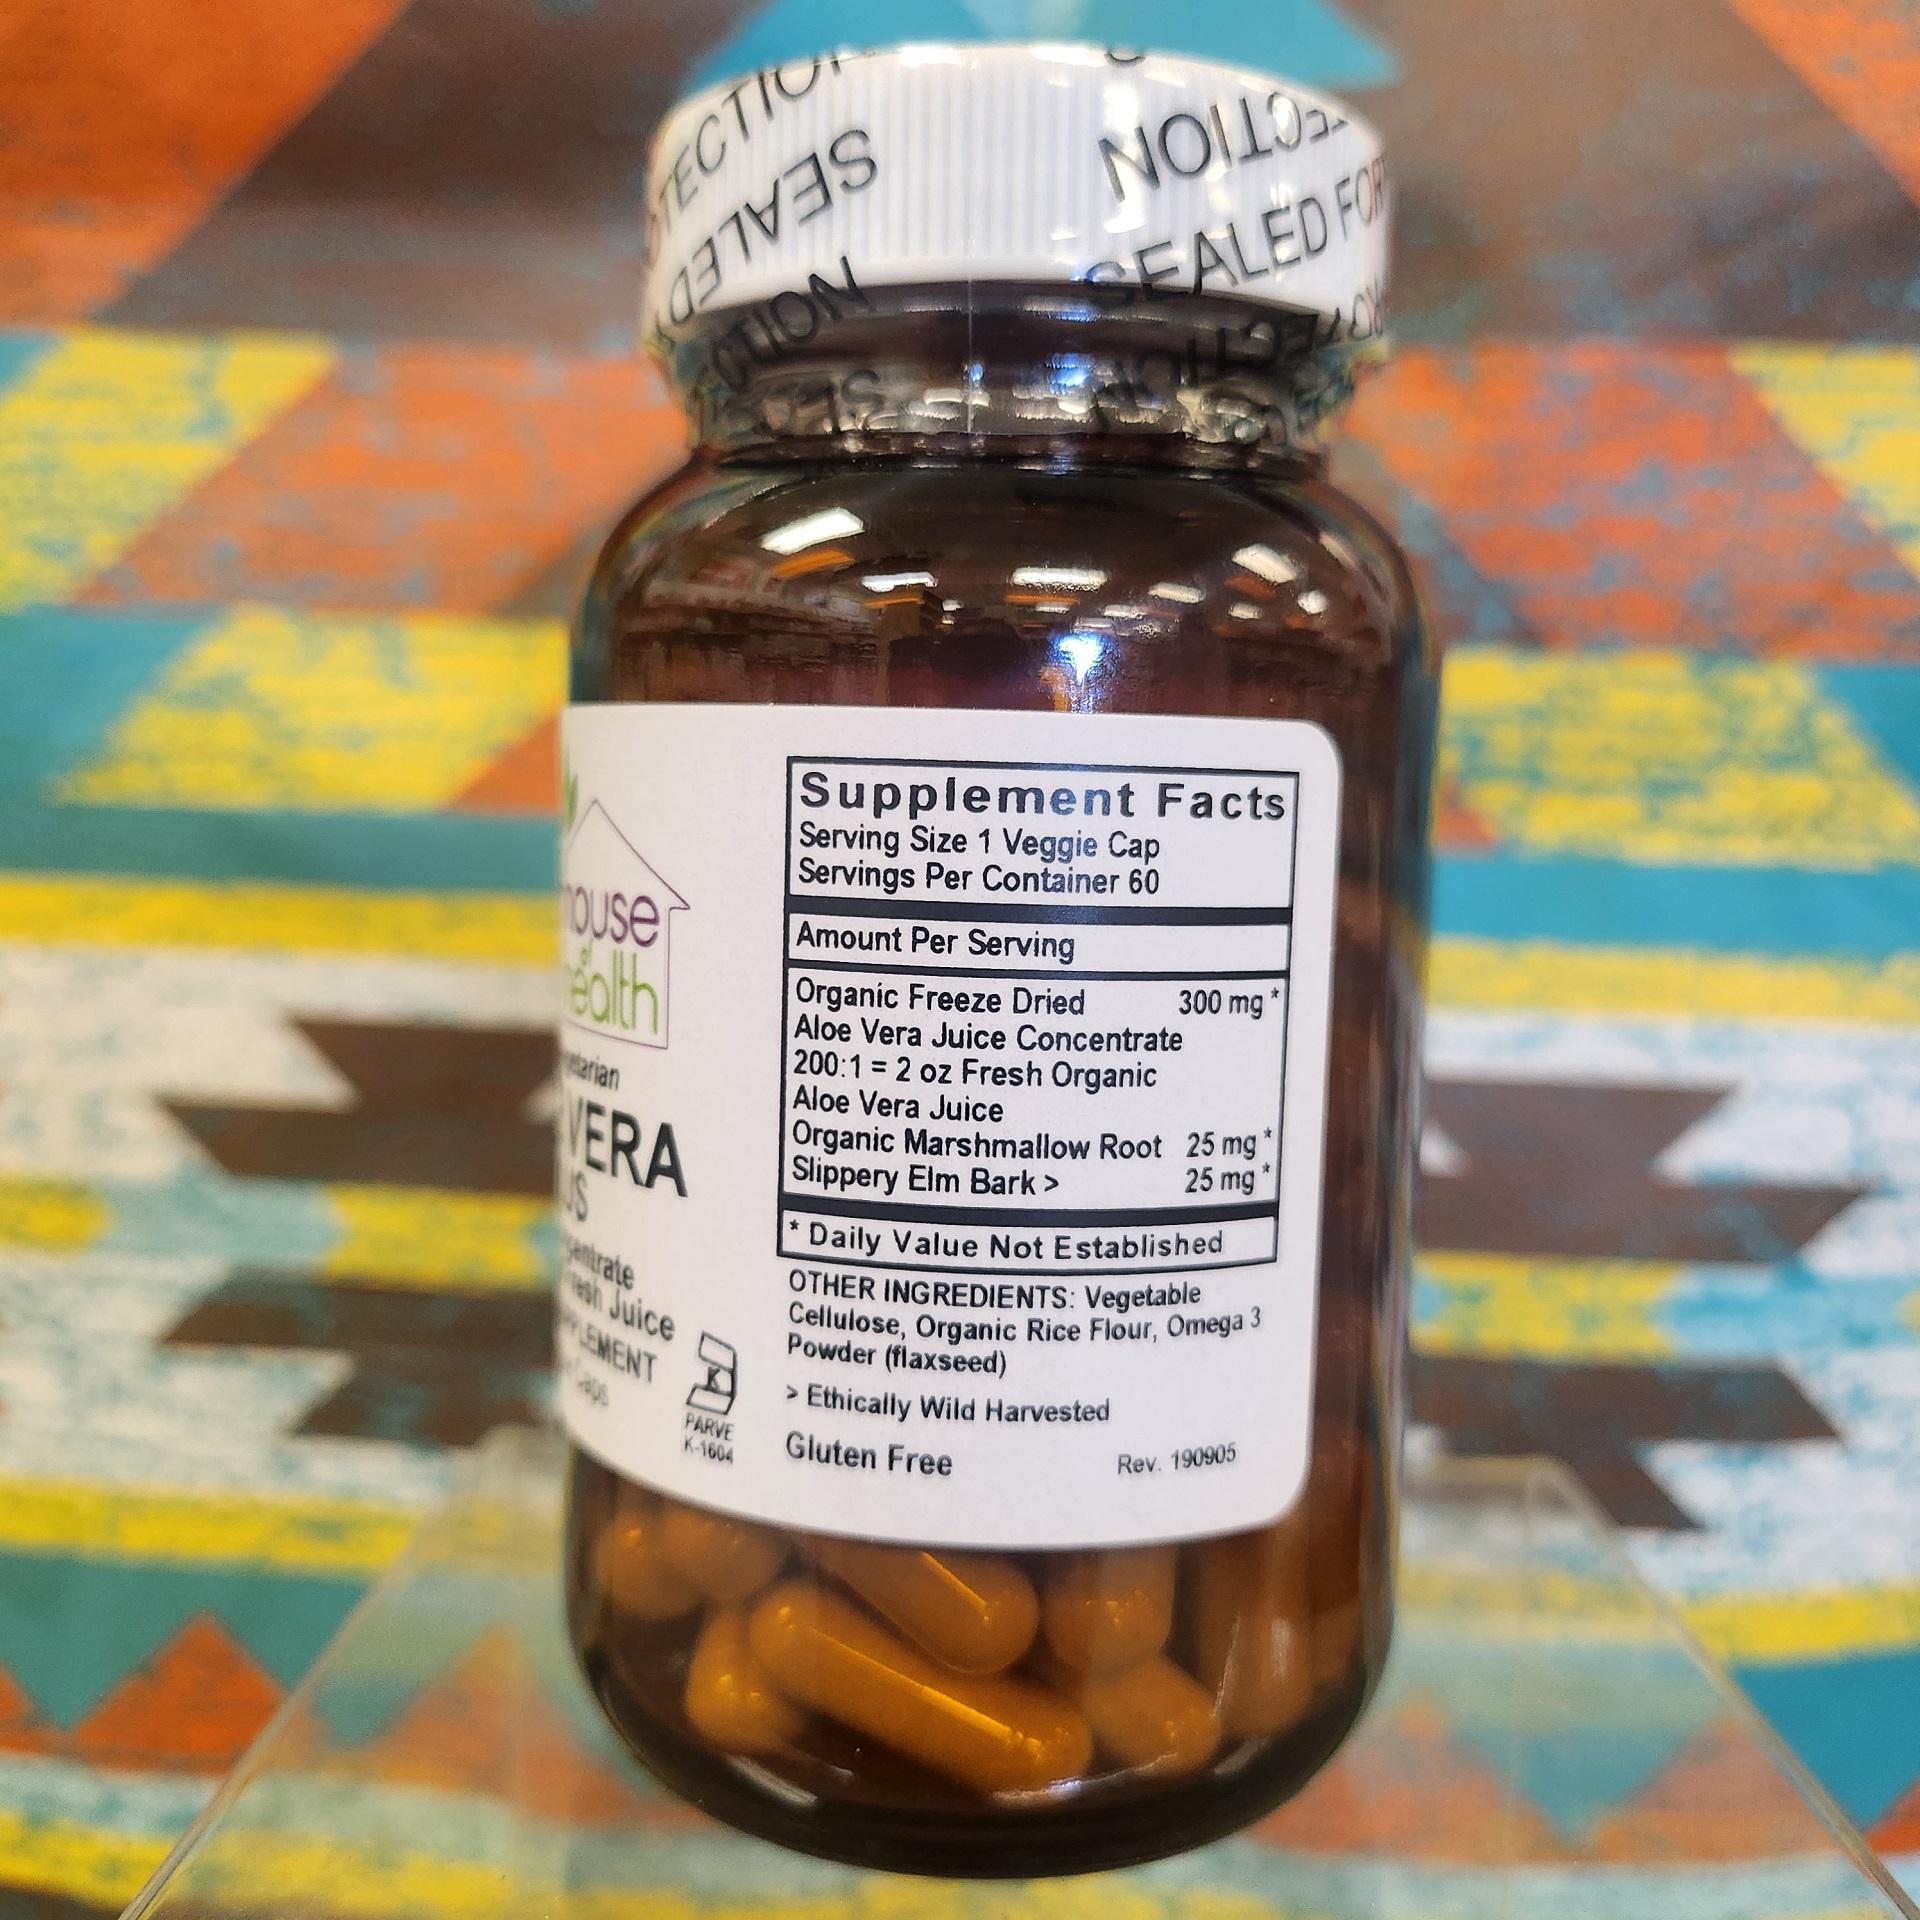 SEALED
SEALED FOR
Supplement Facts
Serving Size 1 Veggie Cap
Servings Per Container 60
Amount Per Serving
Organic Freeze Dried 300 mg *
Aloe Vera Juice Concentrate
200:1 = 2 oz Fresh Organic
Aloe Vera Juice
Organic Marshmallow Root 25 mg *
Slippery Elm Bark > 25 mg *
* Daily Value Not Established
OTHER INGREDIENTS: Vegetable
Cellulose, Organic Rice Flour, Omega 3
Powder (flaxseed)
> Ethically Wild Harvested
Gluten Free Rev. 190905
house
of
health
VERA
Juice
Caps
PARVE
K-1604